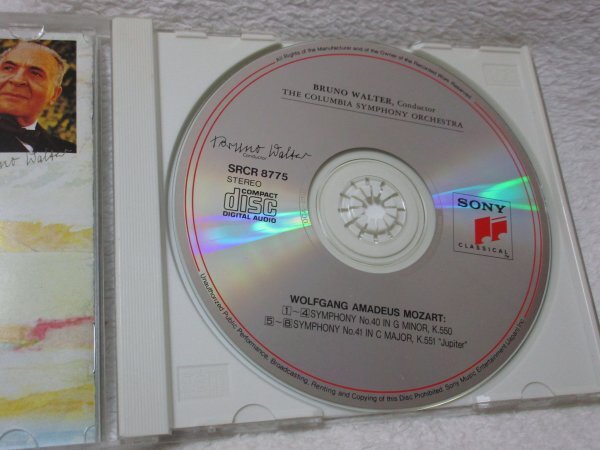 All Rights of the Manufacturer and of the Owner of the Recorded Work Reserved.
BRUNO WALTER, Conductor
THE COLUMBIA SYMPHONY ORCHESTRA
Bruno Walter
Conductor
SRCR 8775
STEREO
COMPACT
disc
DIGITAL AUDIO
SONY
CLASSICAL
WOLFGANG AMADEUS MOZART:
1~4 SYMPHONY No.40 IN G MINOR, K.550
5~8 SYMPHONY No.41 IN C MAJOR, K.551 "Jupiter"
Unauthorized Public Performance, Broadcasting, Renting and Copying of this Disc Prohibited. Sony Music Entertainment (Japan) Inc.
no Walter